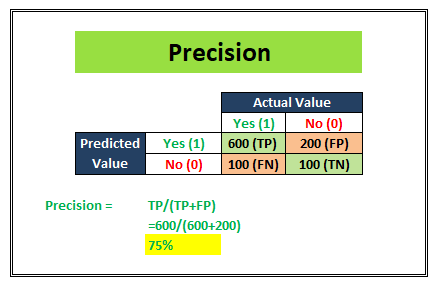 Precision
Actual Value
Yes (1) No (0)
Predicted Value Yes (1) 600 (TP) 200 (FP)
No (0) 100 (FN) 100 (TN)
Precision = TP/(TP+FP)
=600/(600+200)
75%